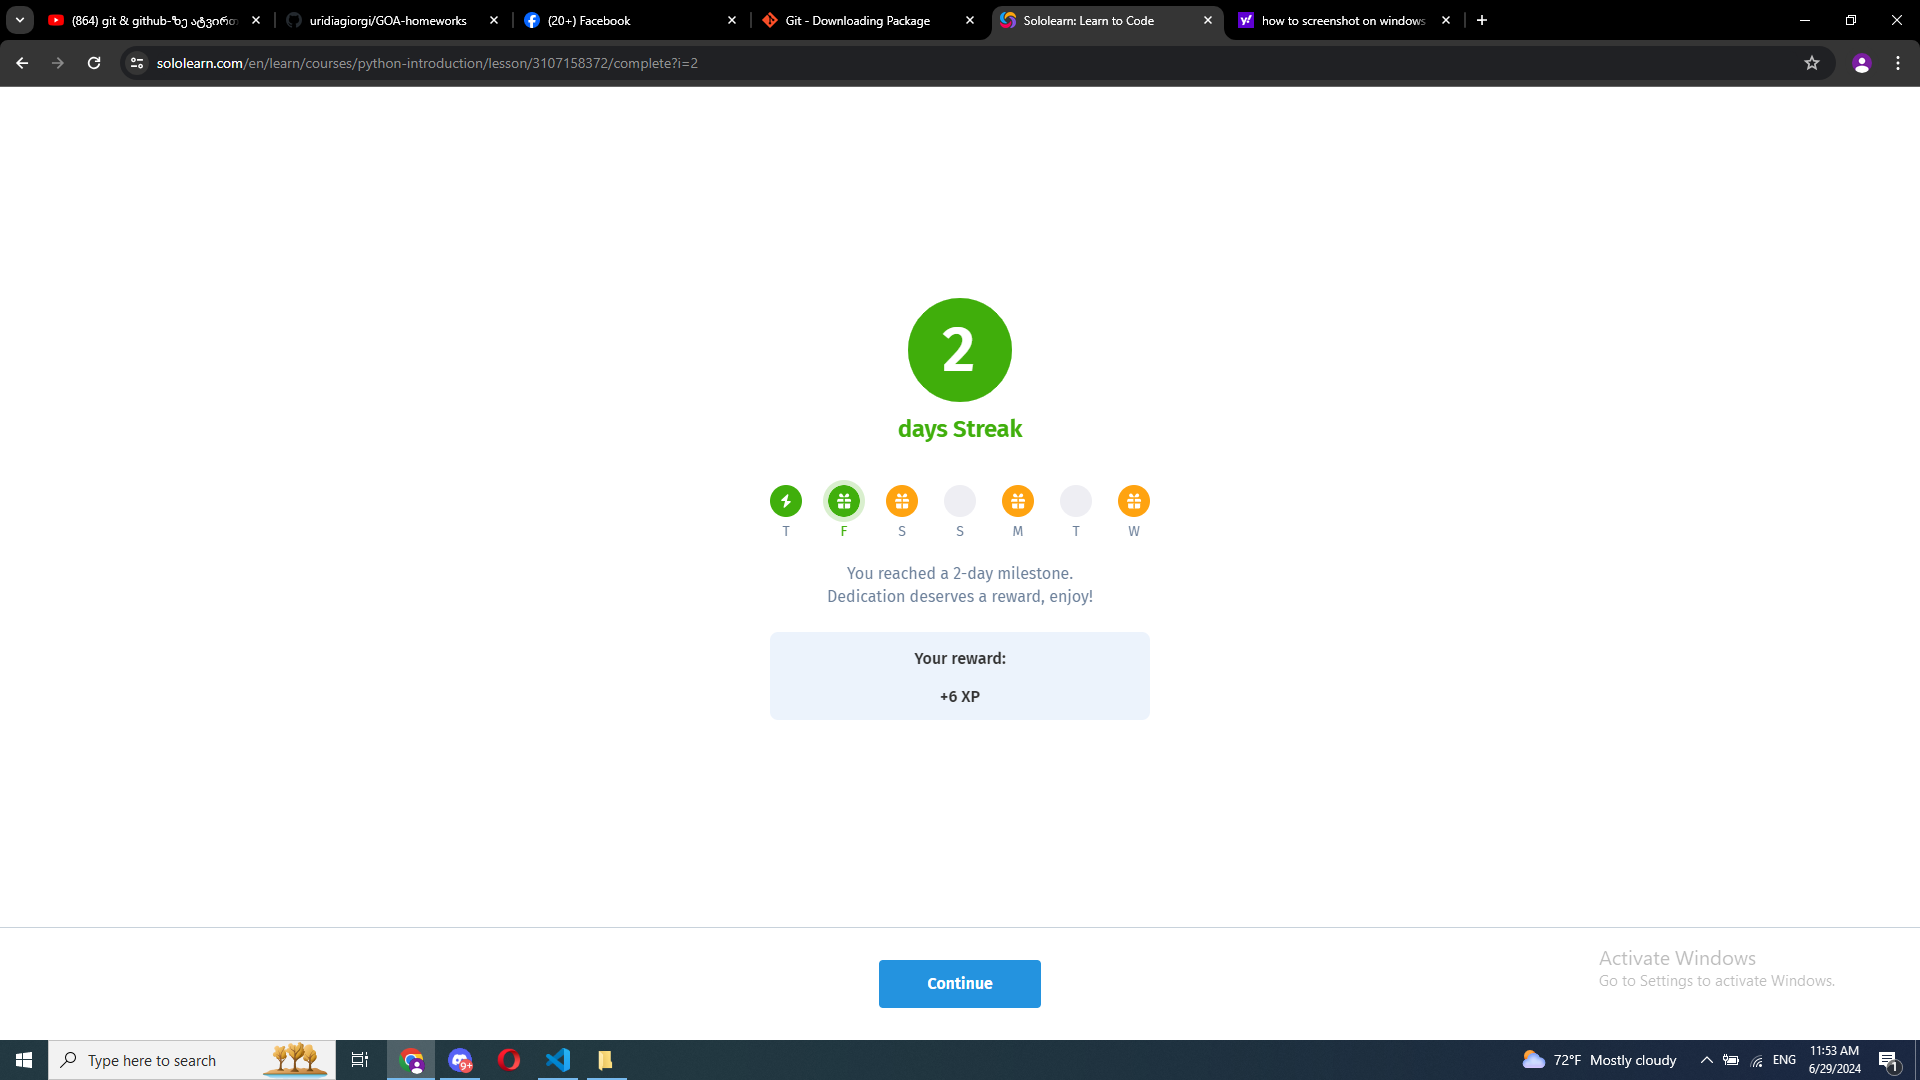 (864) git & github-ზე ატვირთ
uridiagiorgi/GOA-homeworks
(20+) Facebook
Git - Downloading Package
Sololearn: Learn to Code
how to screenshot on windows
sololearn.com/en/learn/courses/python-introduction/lesson/3107158372/complete?i=2
2
days Streak
T F S S M T W
You reached a 2-day milestone.
Dedication deserves a reward, enjoy!
Your reward:
+6 XP
Continue
Activate Windows
Go to Settings to activate Windows.
Type here to search
9+
72°F Mostly cloudy
ENG
11:53 AM
6/29/2024
1